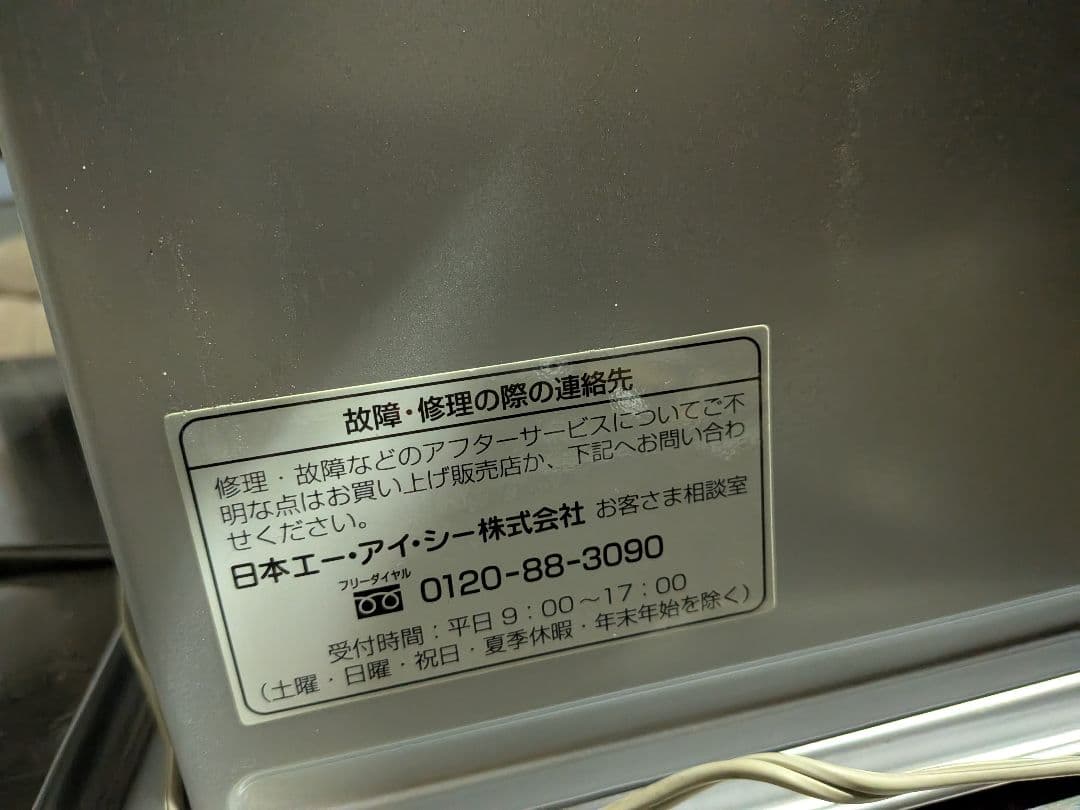 故障・修理の際の連絡先
修理・故障などのアフターサービスについてご不
明な点はお買い上げ販売店か、下記へお問い合わ
せください。
日本エー・アイ・シー株式会社 お客さま相談室
フリーダイヤル
0120-88-3090
受付時間：平日 9：00～17：00
（土曜・日曜・祝日・夏季休暇・年末年始を除く）